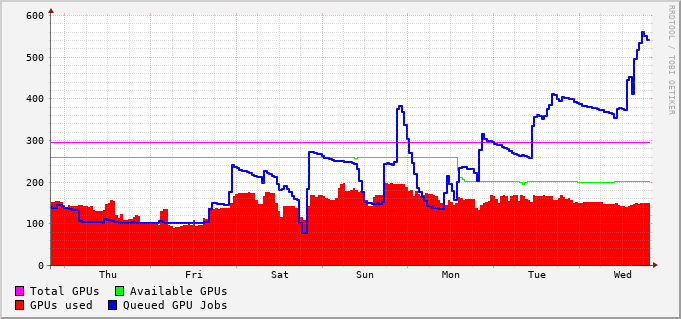 600
500
400
300
200
100
0
Thu Fri Sat Sun Mon Tue Wed
Total GPUs Available GPUs
GPUs used Queued GPU Jobs
RRDTOOL / TOBI OETIKER